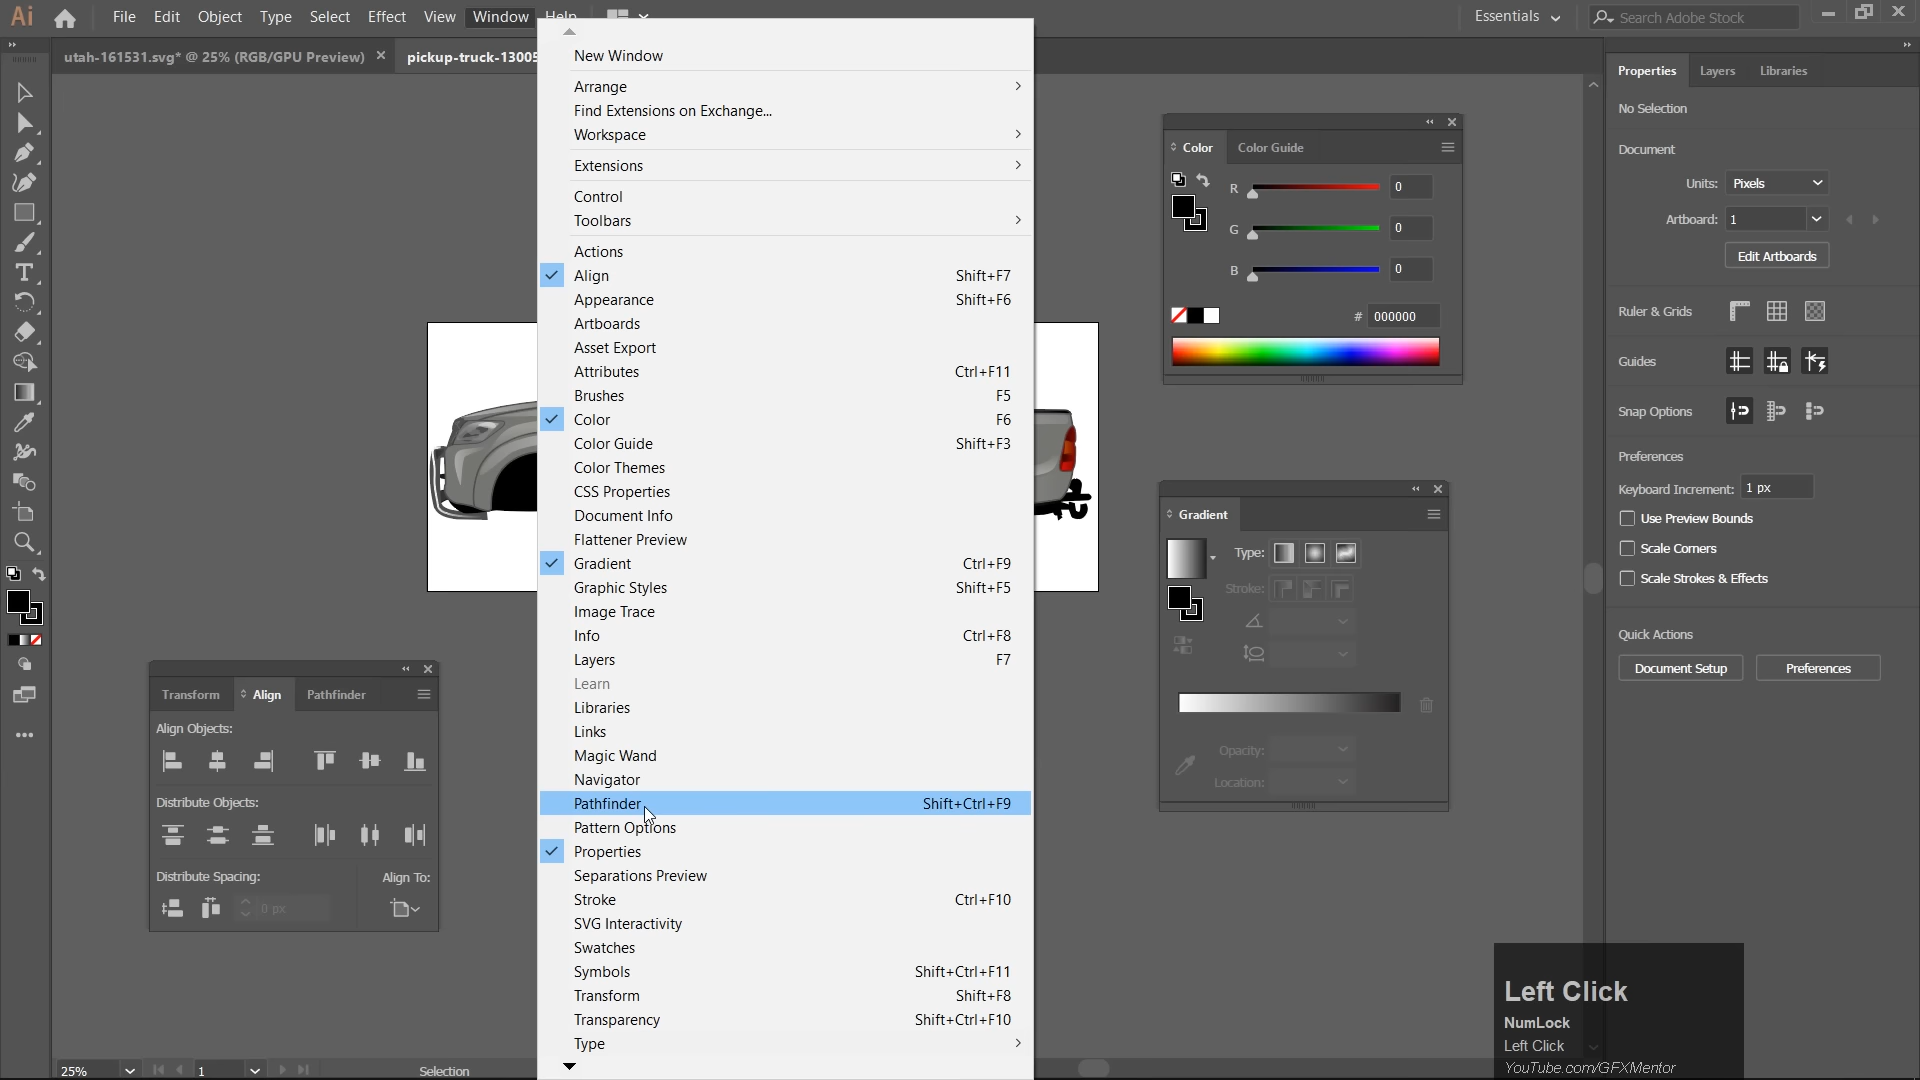 Ai File Edit Object Type Select Effect View Window Help Essentials Search Adobe Stock
utah-161531.svg* @ 25% (RGB/GPU Preview) × pickup-truck-13005
New Window
Arrange
Find Extensions on Exchange...
Workspace
Extensions
Control
Toolbars
Actions
Align Shift+F7
Appearance Shift+F6
Artboards
Asset Export
Attributes Ctrl+F11
Brushes F5
Color F6
Color Guide Shift+F3
Color Themes
CSS Properties
Document Info
Flattener Preview
Gradient Ctrl+F9
Graphic Styles Shift+F5
Image Trace
Info Ctrl+F8
Layers F7
Learn
Libraries
Links
Magic Wand
Navigator
Pathfinder Shift+Ctrl+F9
Pattern Options
Properties
Separations Preview
Stroke Ctrl+F10
SVG Interactivity
Swatches
Symbols Shift+Ctrl+F11
Transform Shift+F8
Transparency Shift+Ctrl+F10
Type
Transform Align Pathfinder
Align Objects:
Distribute Objects:
Distribute Spacing: Align To:
0 px
25% 1 Selection
Color Color Guide
R 0
G 0
B 0
# 000000
Gradient
Type:
Stroke:
Opacity:
Location:
Properties Layers Libraries
No Selection
Document
Units: Pixels
Artboard: 1
Edit Artboards
Ruler & Grids
Guides
Snap Options
Preferences
Keyboard Increment: 1 px
Use Preview Bounds
Scale Corners
Scale Strokes & Effects
Quick Actions
Document Setup Preferences
Left Click
NumLock
Left Click
YouTube.com/GFXMentor